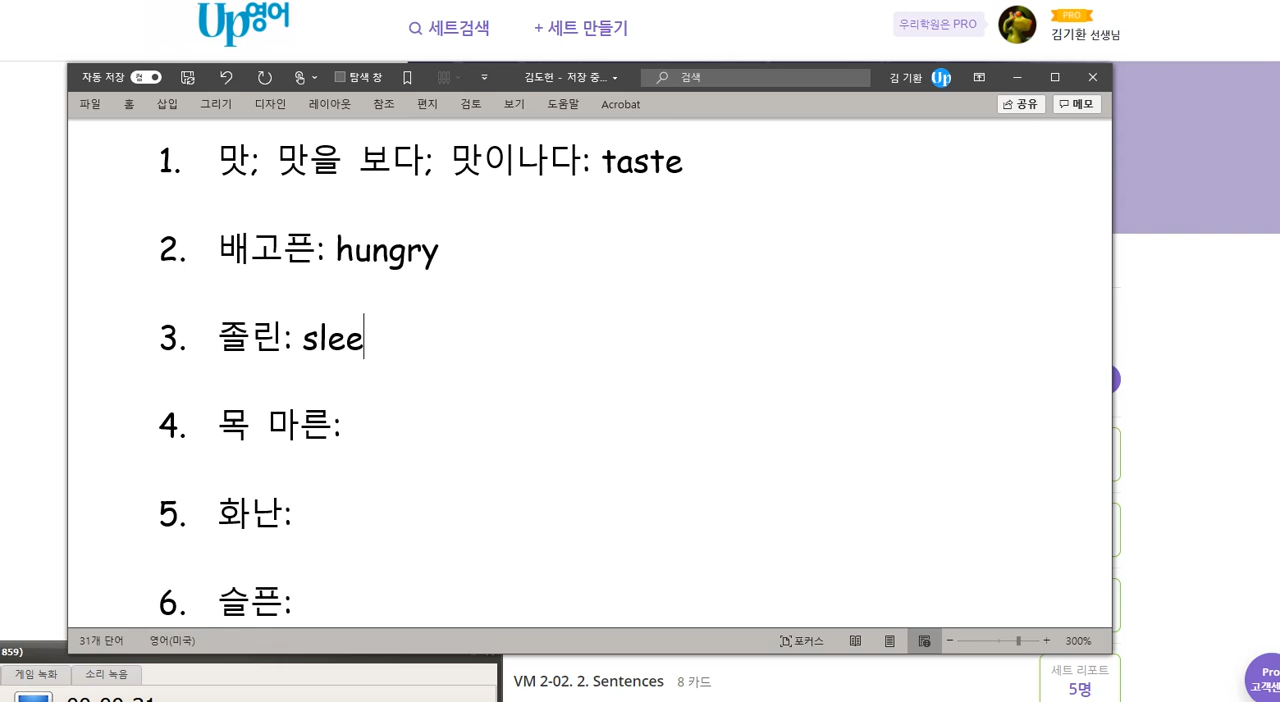 Up영어
세트검색
+ 세트 만들기
우리학원은 PRO
PRO
김기환 선생님
자동 저장
컴
탐색 창
김도헌 - 저장 중...
검색
김 기환
Up
파일 홈 삽입 그리기 디자인 레이아웃 참조 편지 검토 보기 도움말 Acrobat
공유
메모
1. 맛; 맛을 보다; 맛이나다: taste
2. 배고픈: hungry
3. 졸린: slee
4. 목 마른:
5. 화난:
6. 슬픈:
31개 단어
영어(미국)
포커스
300%
859)
게임 녹화
소리 녹음
VM 2-02. 2. Sentences 8 카드
세트 리포트
5명
Pro